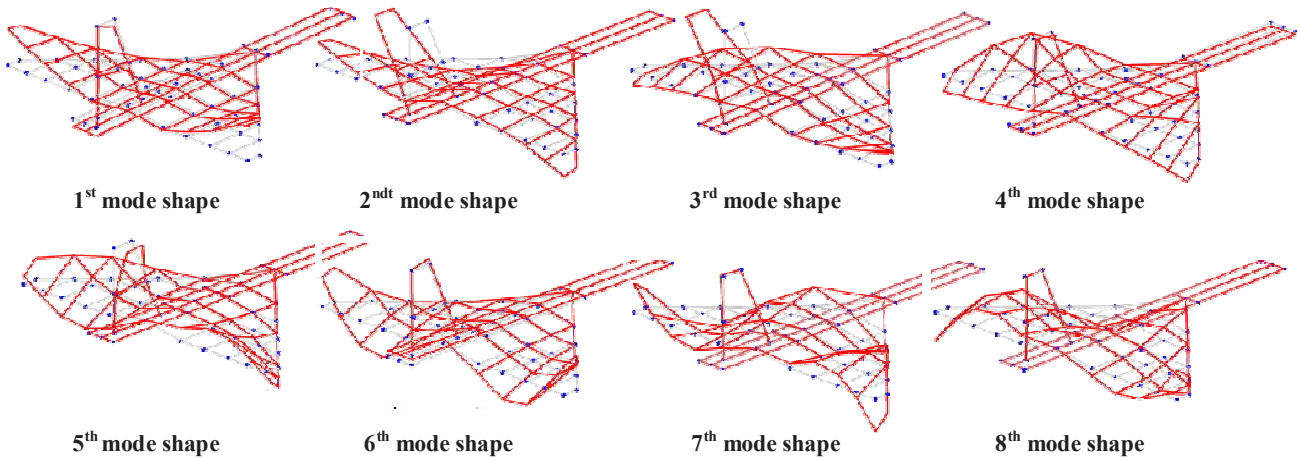 1st mode shape
2ndt mode shape
3rd mode shape
4th mode shape
5th mode shape
6th mode shape
7th mode shape
8th mode shape